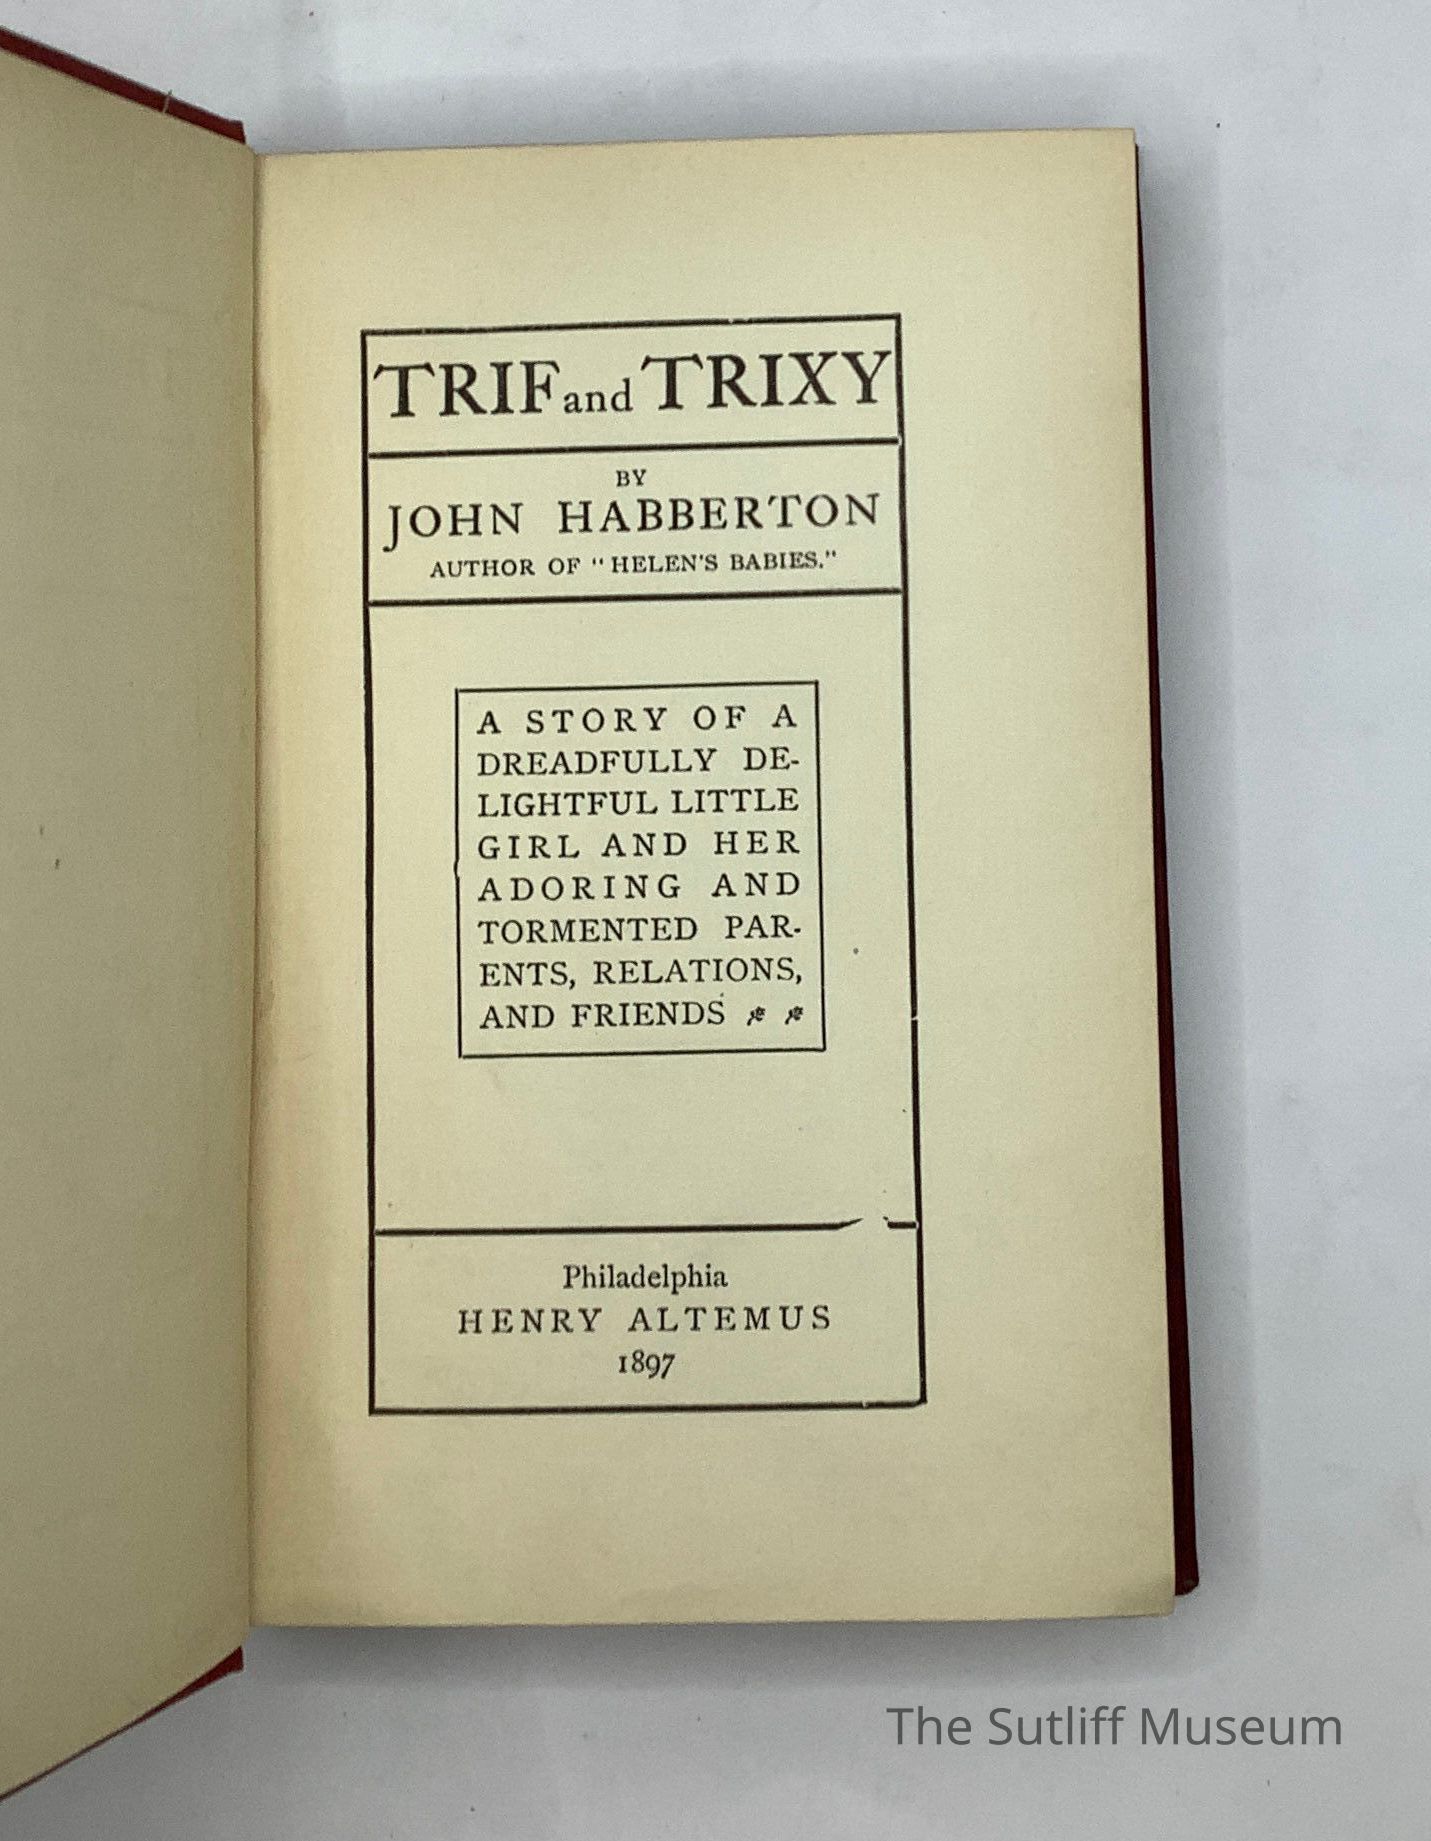 TRIF and TRIXY
BY
JOHN HABBERTON
AUTHOR OF "HELEN'S BABIES."
A STORY OF A
DREADFULLY DE-
LIGHTFUL LITTLE
GIRL AND HER
ADORING AND
TORMENTED PAR-
ENTS, RELATIONS,
AND FRIENDS
Philadelphia
HENRY ALTEMUS
1897
The Sutliff Museum